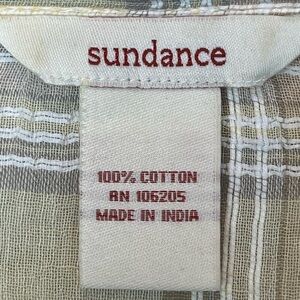 sundance
100% COTTON
RN 106205
MADE IN INDIA